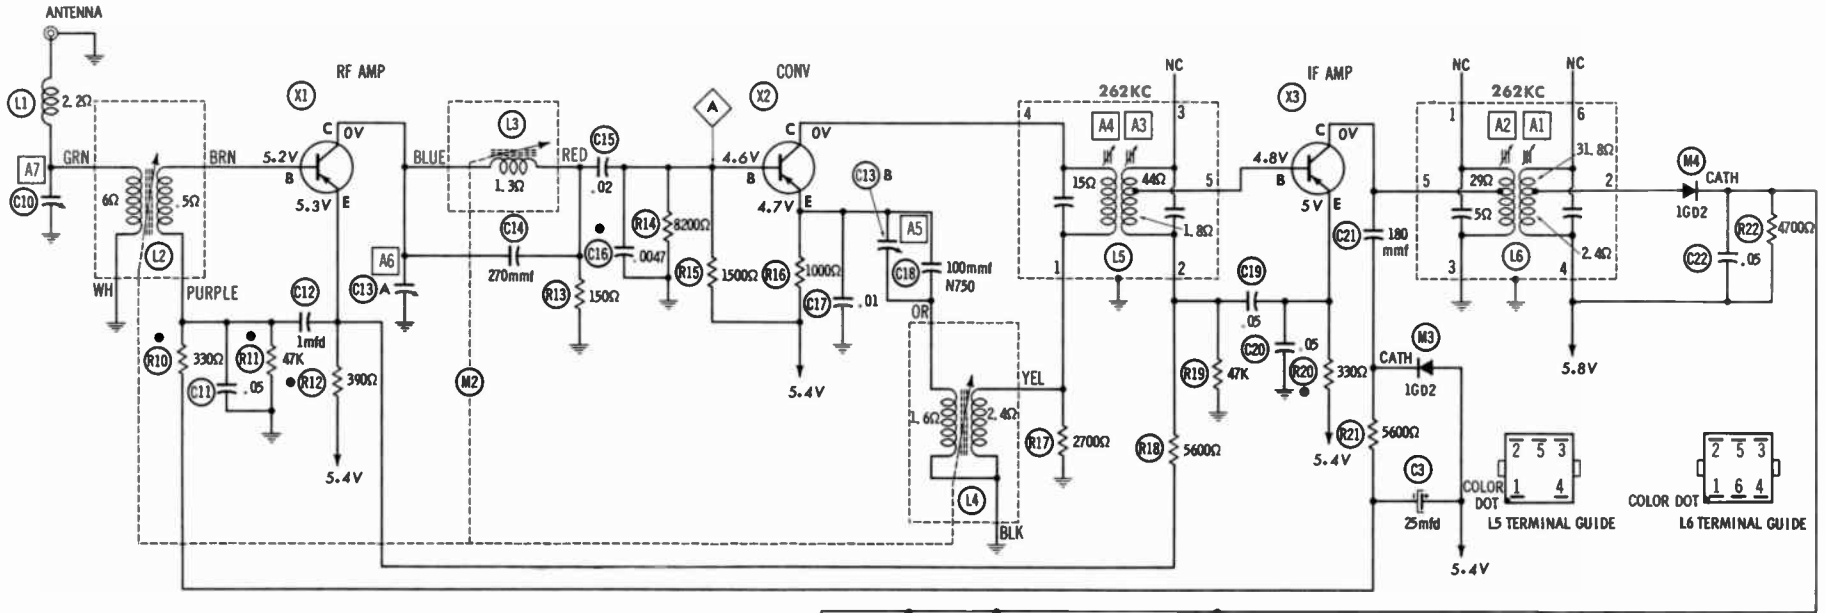 ANTENNA
L1
2.2Ω
A7
GRN
C10
6Ω
.5Ω
L2
WH
PURPLE
BRN
RF AMP
X1
5.2V
B
C
0V
5.3V
E
R10
330Ω
C11
.05
R11
47K
C12
1mfd
R12
390Ω
5.4V
BLUE
L3
1.3Ω
RED
C15
.02
C14
270mmf
A6
C13
A
R13
150Ω
M2
C16
.0047
R14
8200Ω
A
R15
1500Ω
CONV
X2
4.6V
B
C
0V
4.7V
E
R16
1000Ω
C17
.01
5.4V
C13
B
A5
C18
100mmf
N750
OR
1.6Ω
2.4Ω
YEL
L4
BLK
R17
2700Ω
262KC
4
A4
A3
NC
3
15Ω
44Ω
5
1.8Ω
L5
1
2
R18
5600Ω
R19
47K
C19
.05
C20
.05
R20
330Ω
5.4V
IF AMP
X3
4.8V
B
C
0V
5V
E
C21
180
mmf
CATH
M3
1GD2
R21
5600Ω
C3
25mfd
5.4V
262KC
NC
NC
1
6
A2
A1
31.8Ω
5
29Ω
2
5Ω
2.4Ω
L6
3
4
5.8V
M4
CATH
1GD2
C22
.05
R22
4700Ω
2 5 3
1 4
COLOR
DOT
L5 TERMINAL GUIDE
2 5 3
1 6 4
COLOR DOT
L6 TERMINAL GUIDE